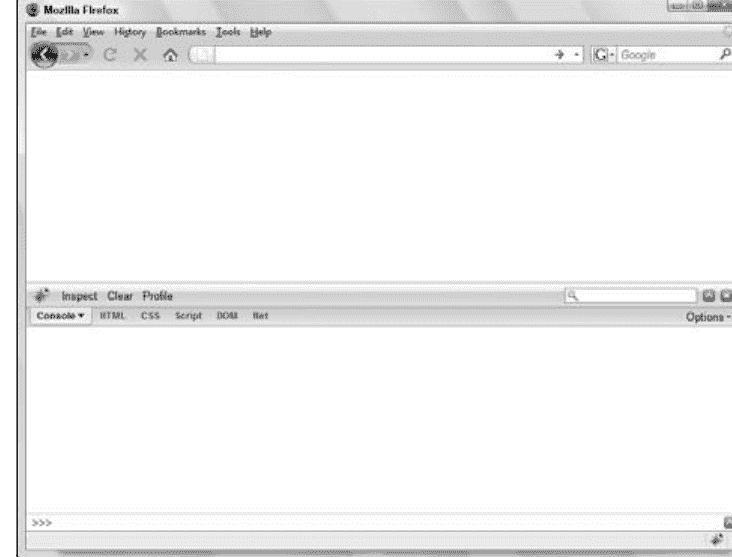 Mozilla Firefox
File Edit View History Bookmarks Tools Help
G Google
Inspect Clear Profile
Console HTML CSS Script DOM Net
Options
>>>